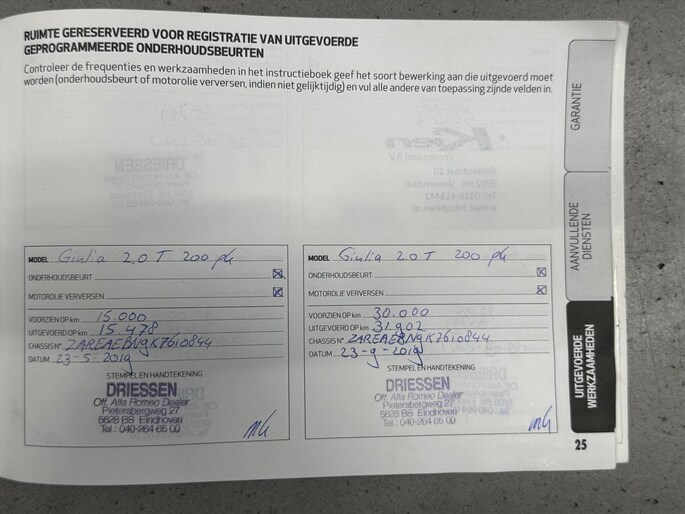 RUIMTE GERESERVEERD VOOR REGISTRATIE VAN UITGEVOERDE
GEPROGRAMMEERDE ONDERHOUDSBEURTEN
Controleer de frequenties en werkzaamheden in het instructieboek geef het soort bewerking aan die uitgevoerd moet
worden (onderhoudsbeurt of motorolie verversen, indien niet gelijktijdig) en vul alle andere van toepassing zijnde velden in.
GARANTIE
AANVULLENDE
DIENSTEN
UITGEVOERDE
WERKZAAMHEDEN
MODEL Giulia 2.0 T 200 pk
ONDERHOUDSBEURT
MOTOROLIE VERVERSEN
VOORZIEN OP km 15.000
UITGEVOERD OP km 15.478
CHASSIS N° ZAREAEBN9K7610844
DATUM 23-5-2019
STEMPEL EN HANDTEKENING
DRIESSEN
Off. Alfa Romeo Dealer
Pietersbergweg 27
5628 BS Eindhoven
Tel.: 040-264 65 00
MODEL Giulia 2.0 T 200 pk
ONDERHOUDSBEURT
MOTOROLIE VERVERSEN
VOORZIEN OP km 30.000
UITGEVOERD OP km 31.902
CHASSIS N° ZAREAEBN9K7610844
DATUM 23-9-2019
STEMPEL EN HANDTEKENING
DRIESSEN
Off. Alfa Romeo Dealer
Pietersbergweg 27
5628 BS Eindhoven
Tel.: 040-264 65 00
25